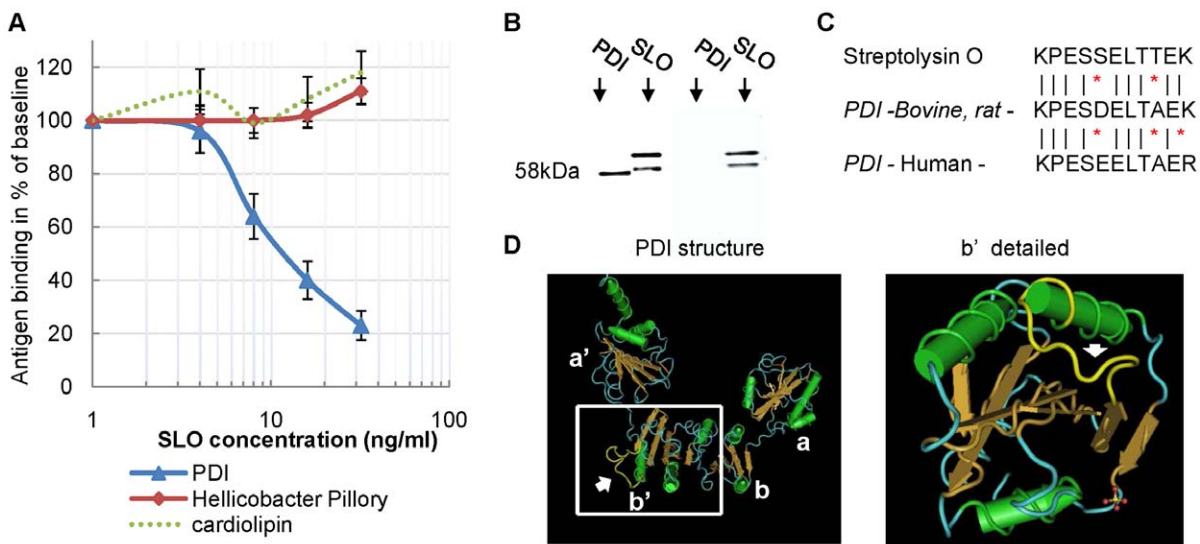 A
Antigen binding in % of baseline
120
100
80
60
40
20
0
1
10
100
SLO concentration (ng/ml)
PDI
Hellicobacter Pillory
cardiolipin
B
PDI
SLO
PDI
SLO
58kDa
C
Streptolysin O KPESSELTTEK
| | | | * | | | * | |
PDI -Bovine, rat - KPESDELTAEK
| | | | * | | | * | *
PDI - Human - KPESEELTAER
D
PDI structure
a'
a
b'
b
b' detailed